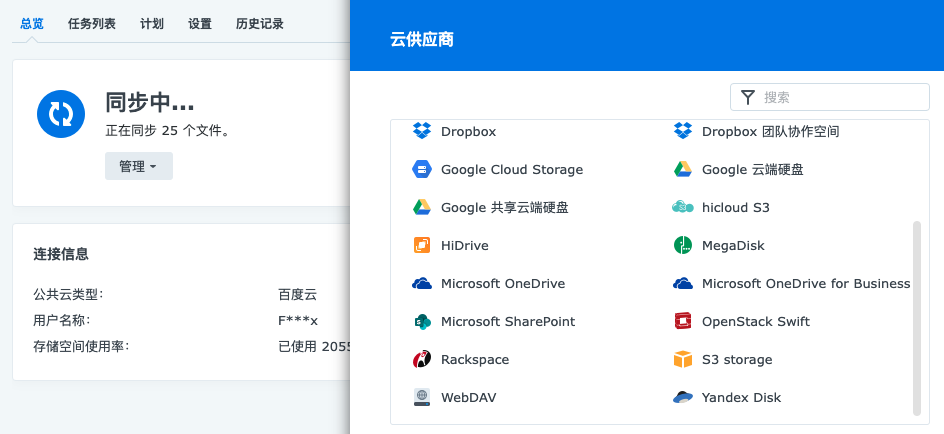 总览 任务列表 计划 设置 历史记录
同步中...
正在同步 25 个文件。
管理
连接信息
公共云类型: 百度云
用户名称: F***x
存储空间使用率: 已使用 2055
云供应商
搜索
Dropbox Dropbox 团队协作空间
Google Cloud Storage Google 云端硬盘
Google 共享云端硬盘 hicloud S3
HiDrive MegaDisk
Microsoft OneDrive Microsoft OneDrive for Business
Microsoft SharePoint OpenStack Swift
Rackspace S3 storage
WebDAV Yandex Disk